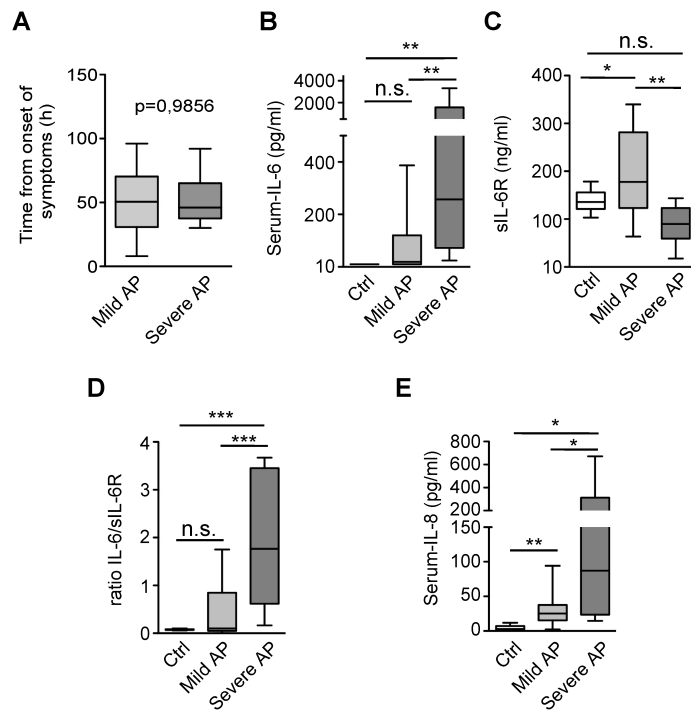 A
Time from onset of
symptoms (h)
150
100
50
0
p=0,9856
Mild AP
Severe AP
B
Serum-IL-6 (pg/ml)
4000
2000
400
200
10
**
n.s.
**
Ctrl
Mild AP
Severe AP
C
sIL-6R (ng/ml)
400
300
200
100
10
n.s.
*
**
Ctrl
Mild AP
Severe AP
D
ratio IL-6/sIL-6R
4
3
2
1
0
***
***
n.s.
Ctrl
Mild AP
Severe AP
E
Serum-IL-8 (pg/ml)
800
600
400
200
150
100
50
0
*
*
**
Ctrl
Mild AP
Severe AP